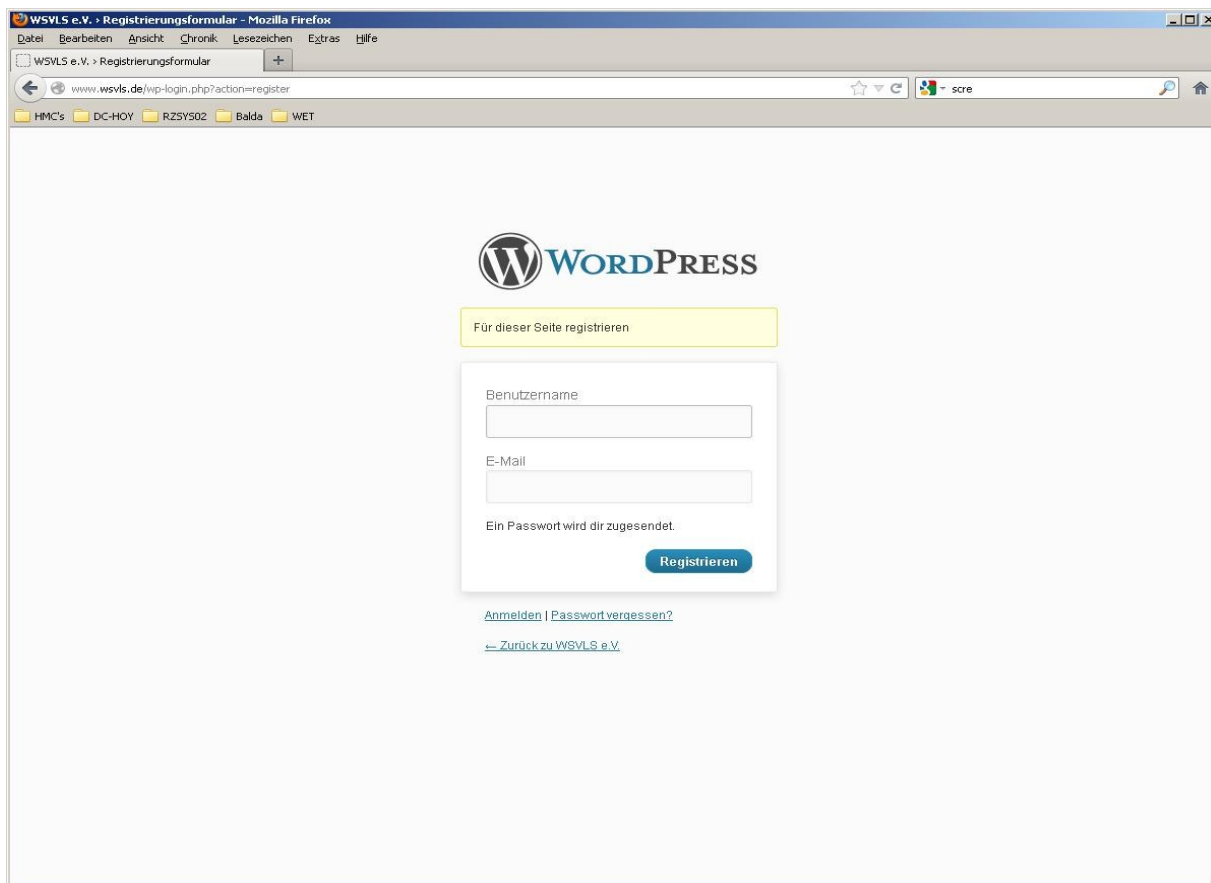 WSVLS e.V. › Registrierungsformular - Mozilla Firefox
Datei Bearbeiten Ansicht Chronik Lesezeichen Extras Hilfe
WSVLS e.V. › Registrierungsformular +
www.wsvls.de/wp-login.php?action=register scre
HMC's DC-HOY RZSYS02 Balda WET
WORDPRESS
Für dieser Seite registrieren
Benutzername
E-Mail
Ein Passwort wird dir zugesendet.
Registrieren
Anmelden | Passwort vergessen?
← Zurück zu WSVLS e.V.